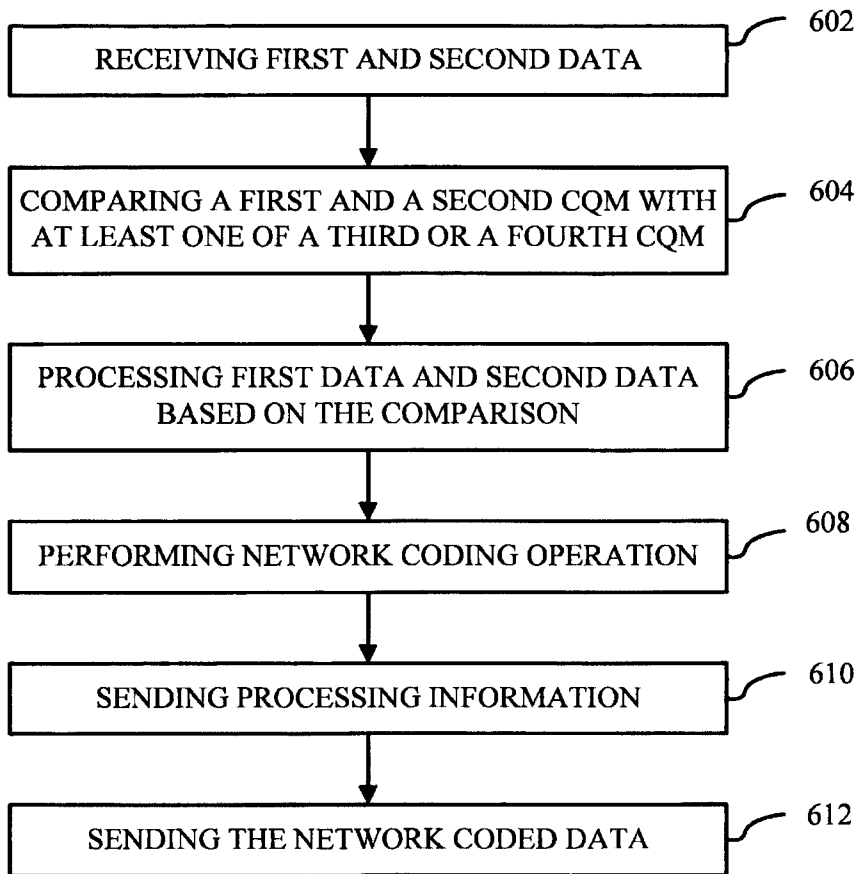 602
RECEIVING FIRST AND SECOND DATA
604
COMPARING A FIRST AND A SECOND CQM WITH
AT LEAST ONE OF A THIRD OR A FOURTH CQM
606
PROCESSING FIRST DATA AND SECOND DATA
BASED ON THE COMPARISON
608
PERFORMING NETWORK CODING OPERATION
610
SENDING PROCESSING INFORMATION
612
SENDING THE NETWORK CODED DATA